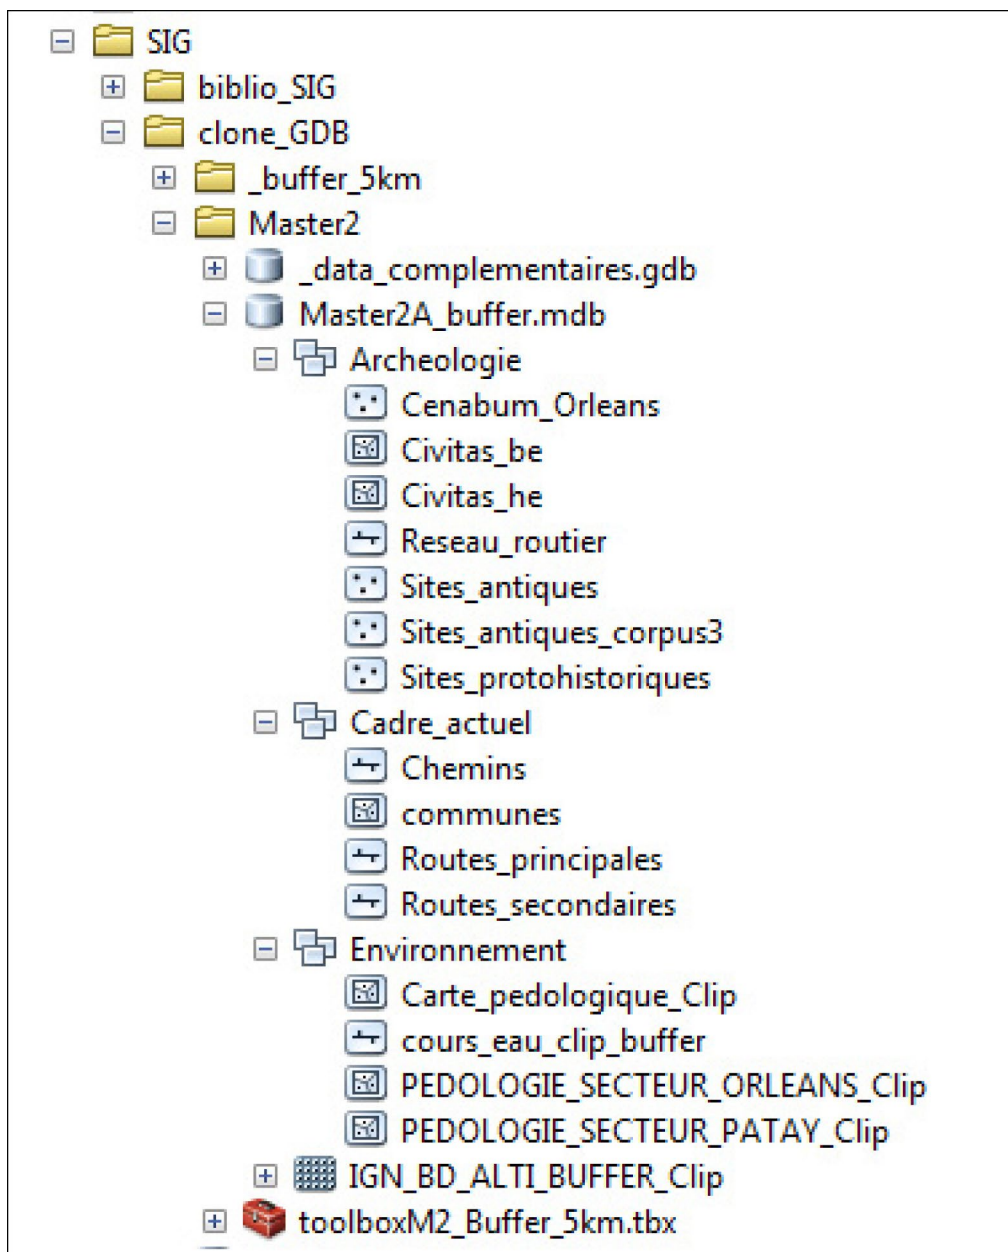 SIG
biblio_SIG
clone_GDB
_buffer_5km
Master2
_data_complementaires.gdb
Master2A_buffer.mdb
Archeologie
Cenabum_Orleans
Civitas_be
Civitas_he
Reseau_routier
Sites_antiques
Sites_antiques_corpus3
Sites_protohistoriques
Cadre_actuel
Chemins
communes
Routes_principales
Routes_secondaires
Environnement
Carte_pedologique_Clip
cours_eau_clip_buffer
PEDOLOGIE_SECTEUR_ORLEANS_Clip
PEDOLOGIE_SECTEUR_PATAY_Clip
IGN_BD_ALTI_BUFFER_Clip
toolboxM2_Buffer_5km.tbx